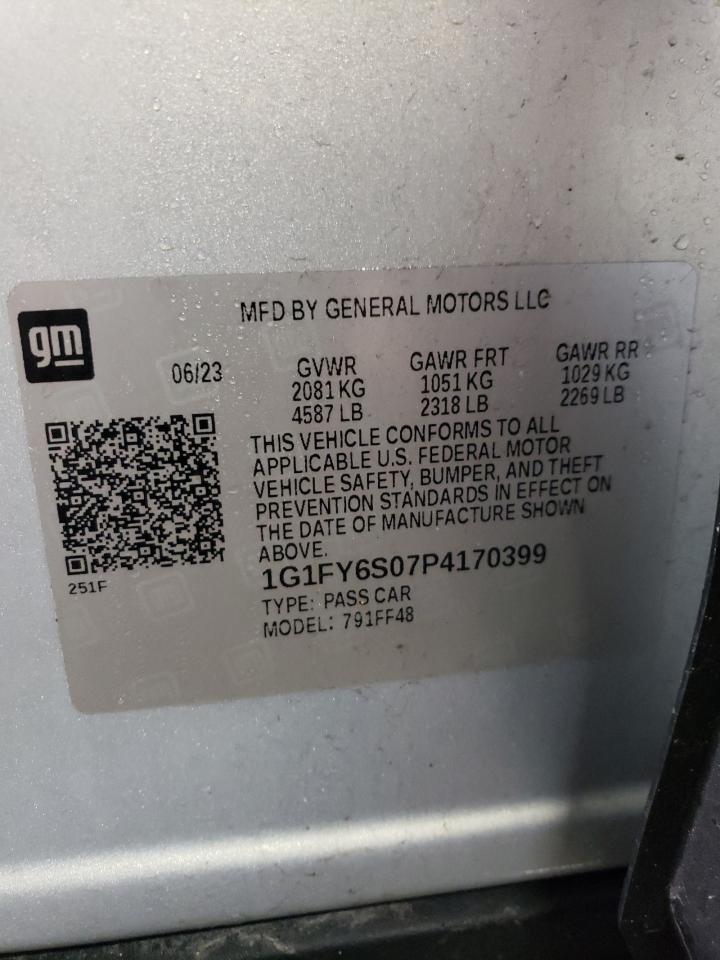 MFD BY GENERAL MOTORS LLC
gm
06/23
GVWR GAWR FRT GAWR RR
2081 KG 1051 KG 1029 KG
4587 LB 2318 LB 2269 LB
THIS VEHICLE CONFORMS TO ALL
APPLICABLE U.S. FEDERAL MOTOR
VEHICLE SAFETY, BUMPER, AND THEFT
PREVENTION STANDARDS IN EFFECT ON
THE DATE OF MANUFACTURE SHOWN
ABOVE.
251F
1G1FY6S07P4170399
TYPE: PASS CAR
MODEL: 791FF48